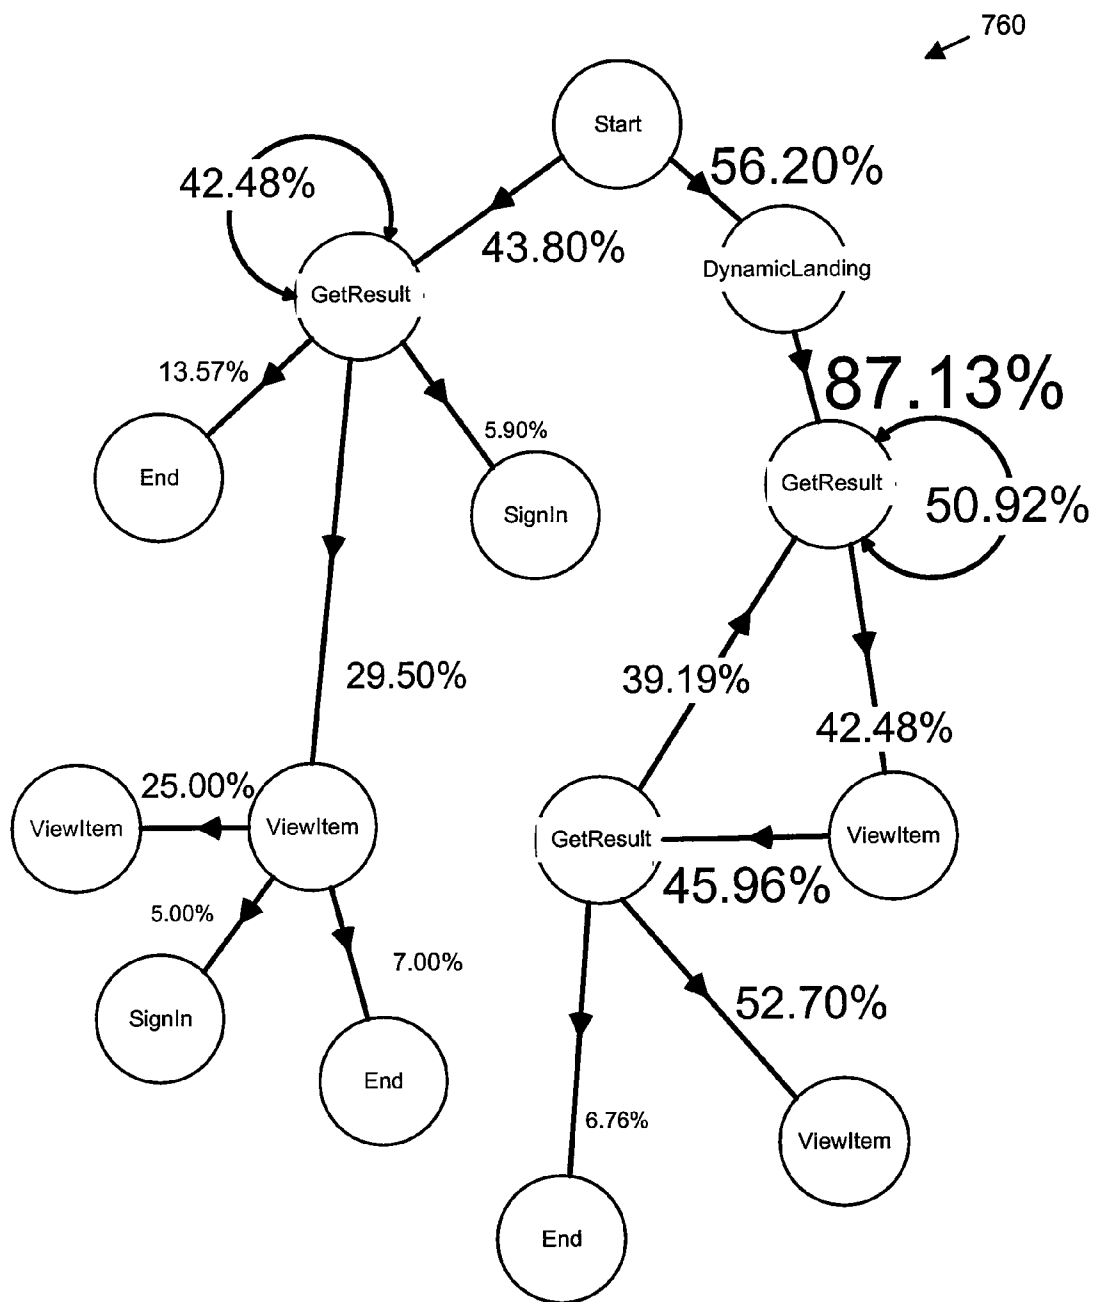 760
Start
56.20%
42.48%
43.80%
DynamicLanding
GetResult
13.57%
87.13%
5.90%
End
GetResult
SignIn
50.92%
29.50%
39.19%
42.48%
25.00%
ViewItem
ViewItem
GetResult
ViewItem
45.96%
5.00%
7.00%
52.70%
SignIn
End
6.76%
ViewItem
End